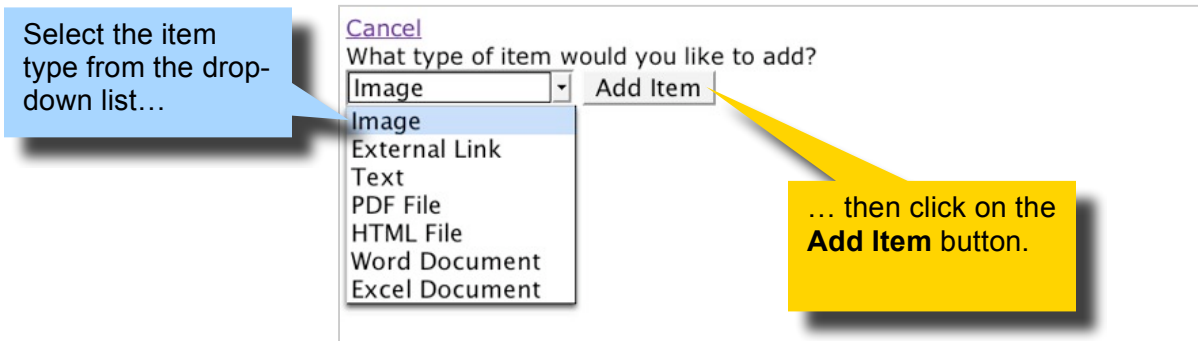 Select the item
type from the drop-
down list…
Cancel
What type of item would you like to add?
Image Add Item
Image
External Link
Text
PDF File
HTML File
Word Document
Excel Document
… then click on the
Add Item button.